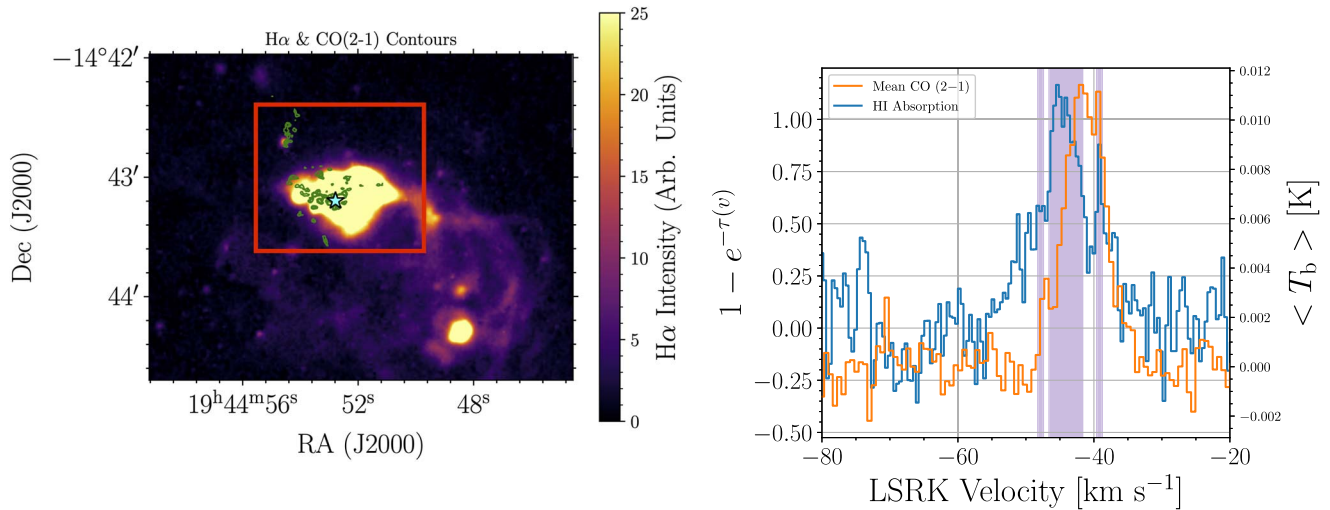 Hα & CO(2-1) Contours
−14°42′
43′
44′
Dec (J2000)
19ʰ44ᵐ56ˢ
52ˢ
48ˢ
RA (J2000)
25
20
15
10
5
0
Hα Intensity (Arb. Units)
Mean CO (2−1)
HI Absorption
1.00
0.75
0.50
0.25
0.00
−0.25
−0.50
1 − e^{−τ(v)}
0.012
0.010
0.008
0.006
0.004
0.002
0.000
−0.002
< T_b > [K]
−80
−60
−40
−20
LSRK Velocity [km s⁻¹]